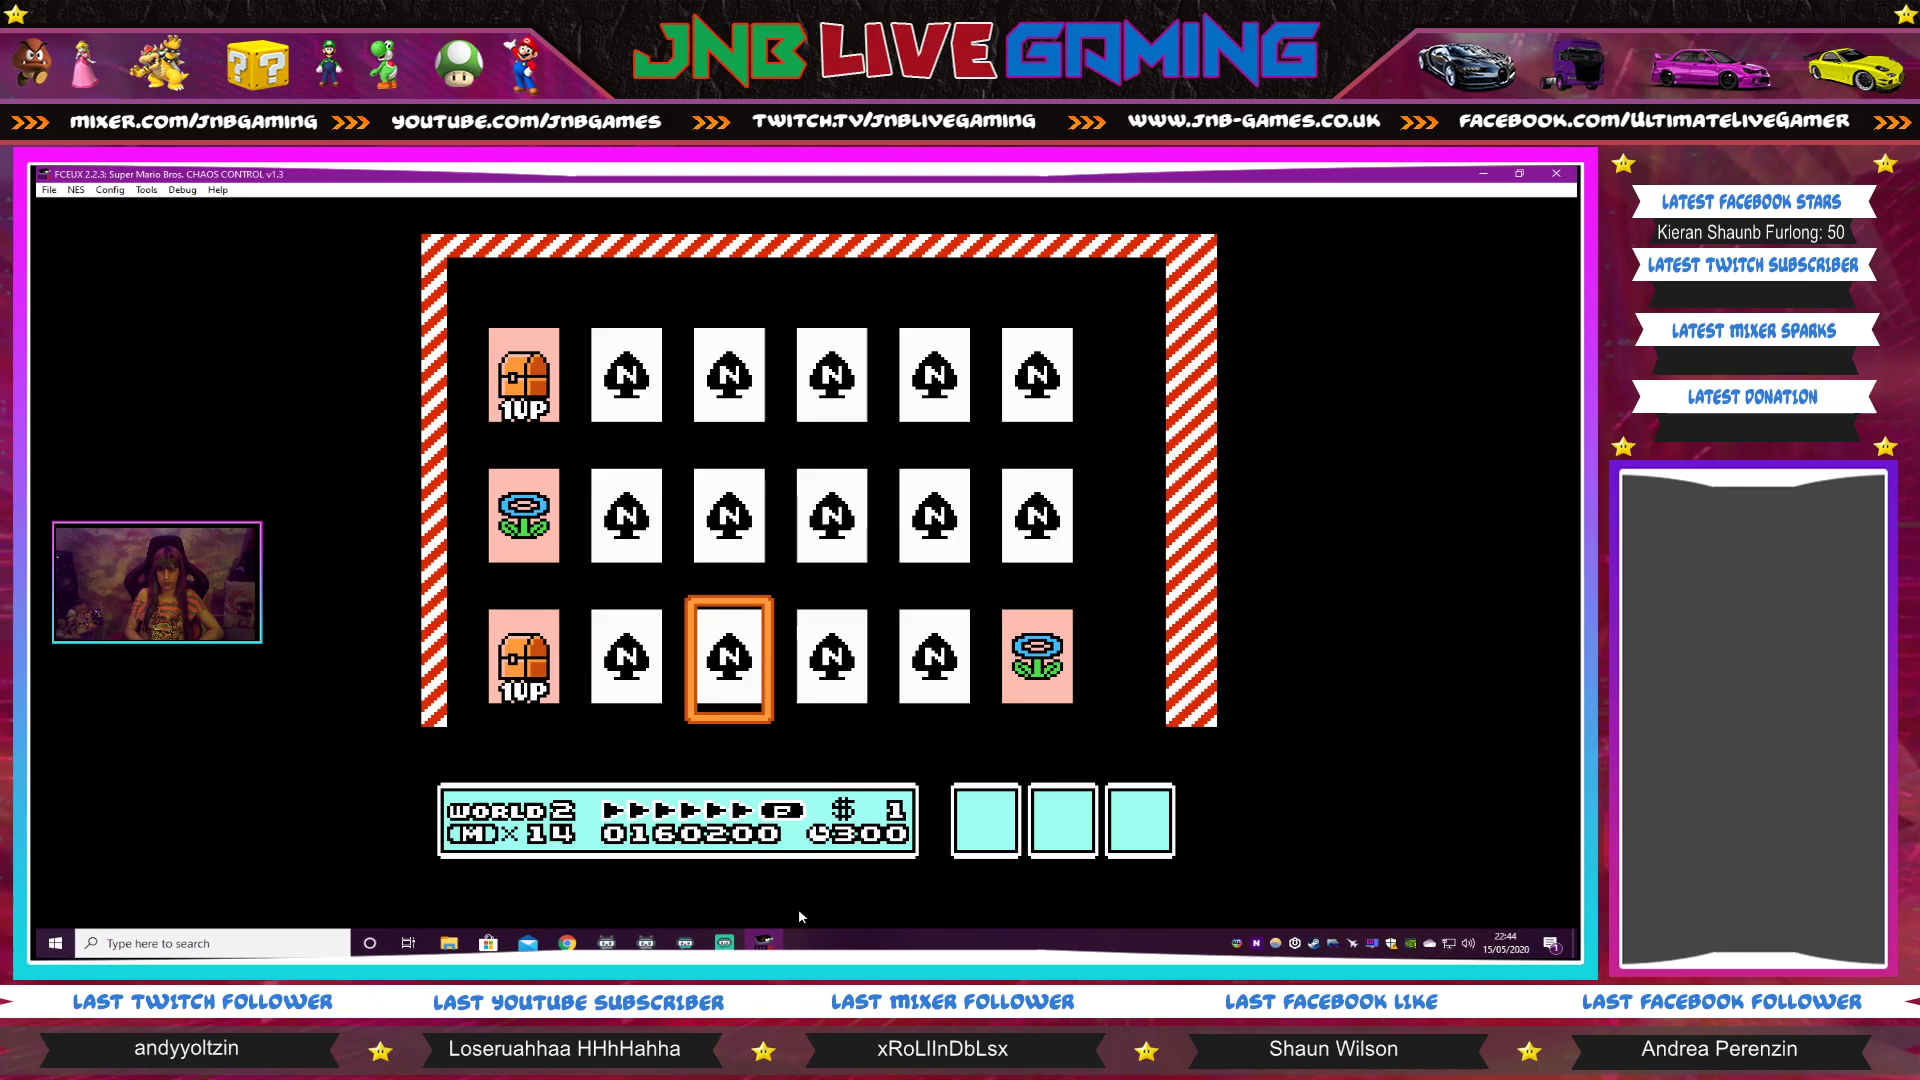 JNB LIVE GAMING
>>> MIXER.COM/JNBGAMING >>> YOUTUBE.COM/JNBGAMES >>> TWITCH.TV/JNBLIVEGAMING >>> WWW.JNB-GAMES.CO.UK >>> FACEBOOK.COM/ULTIMATELIVEGAMER >>>
FCEUX 2.2.3: Super Mario Bros. CHAOS CONTROL v1.3
File NES Config Tools Debug Help
1UP N N N N N
N N N N N
1UP N N N N
WORLD 2 P $ 1
M × 14 0160200 300
Type here to search
N
22:44
15/05/2020
1
LATEST FACEBOOK STARS
Kieran Shaunb Furlong: 50
LATEST TWITCH SUBSCRIBER
LATEST MIXER SPARKS
LATEST DONATION
LAST TWITCH FOLLOWER LAST YOUTUBE SUBSCRIBER LAST MIXER FOLLOWER LAST FACEBOOK LIKE LAST FACEBOOK FOLLOWER
andyyoltzin Loseruahhaa HHhHahha xRoLlInDbLsx Shaun Wilson Andrea Perenzin